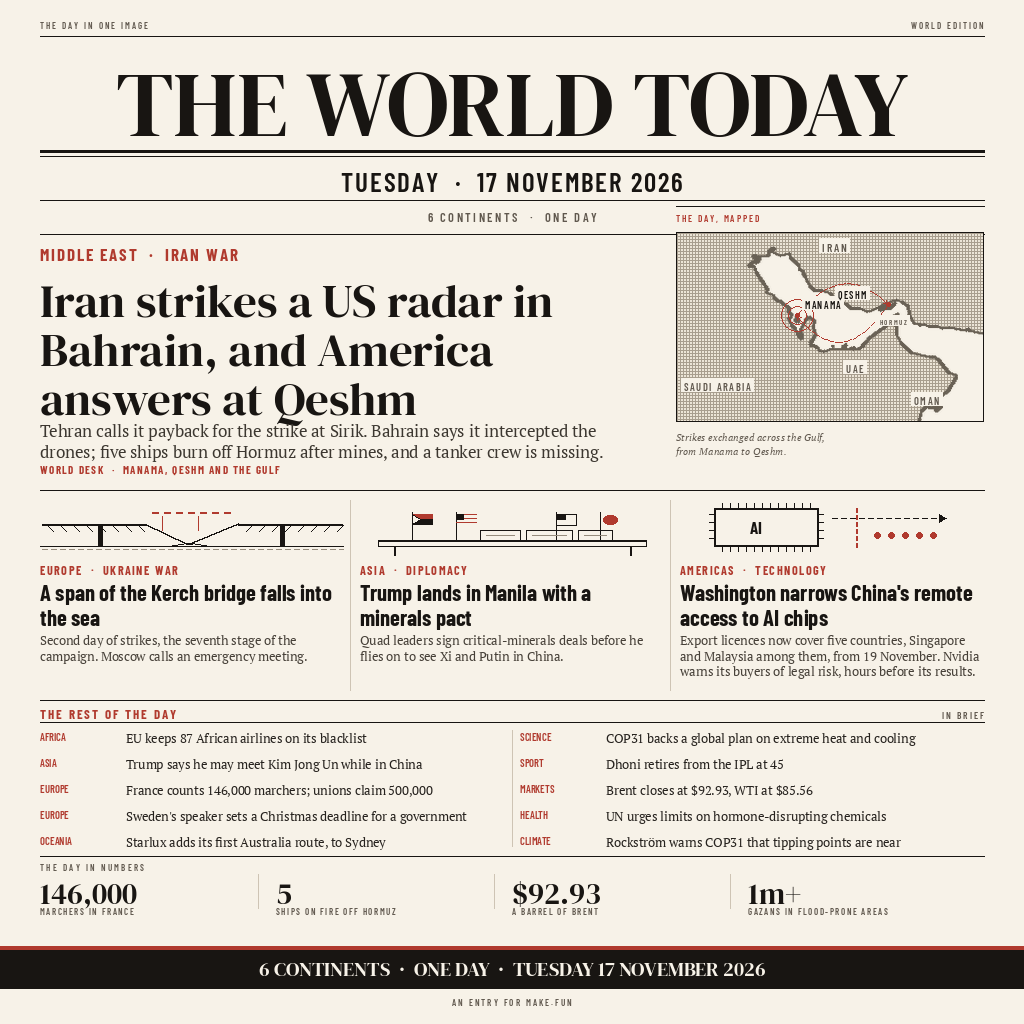 THE DAY IN ONE IMAGE
WORLD EDITION
THE WORLD TODAY
TUESDAY · 17 NOVEMBER 2026
6 CONTINENTS · ONE DAY
MIDDLE EAST · IRAN WAR
Iran strikes a US radar in
Bahrain, and America
answers at Qeshm
Tehran calls it payback for the strike at Sirik. Bahrain says it intercepted the
drones; five ships burn off Hormuz after mines, and a tanker crew is missing.
WORLD DESK · MANAMA, QESHM AND THE GULF
THE DAY, MAPPED
IRAN
QESHM
MANAMA
HORMUZ
UAE
SAUDI ARABIA
OMAN
Strikes exchanged across the Gulf,
from Manama to Qeshm.
EUROPE · UKRAINE WAR
A span of the Kerch bridge falls into
the sea
Second day of strikes, the seventh stage of the
campaign. Moscow calls an emergency meeting.
ASIA · DIPLOMACY
Trump lands in Manila with a
minerals pact
Quad leaders sign critical-minerals deals before he
flies on to see Xi and Putin in China.
AI
AMERICAS · TECHNOLOGY
Washington narrows China's remote
access to AI chips
Export licences now cover five countries, Singapore
and Malaysia among them, from 19 November. Nvidia
warns its buyers of legal risk, hours before its results.
THE REST OF THE DAY
IN BRIEF
AFRICA EU keeps 87 African airlines on its blacklist
ASIA Trump says he may meet Kim Jong Un while in China
EUROPE France counts 146,000 marchers; unions claim 500,000
EUROPE Sweden's speaker sets a Christmas deadline for a government
OCEANIA Starlux adds its first Australia route, to Sydney
SCIENCE COP31 backs a global plan on extreme heat and cooling
SPORT Dhoni retires from the IPL at 45
MARKETS Brent closes at $92.93, WTI at $85.56
HEALTH UN urges limits on hormone-disrupting chemicals
CLIMATE Rockström warns COP31 that tipping points are near
THE DAY IN NUMBERS
146,000
MARCHERS IN FRANCE
5
SHIPS ON FIRE OFF HORMUZ
$92.93
A BARREL OF BRENT
1m+
GAZANS IN FLOOD-PRONE AREAS
6 CONTINENTS · ONE DAY · TUESDAY 17 NOVEMBER 2026
AN ENTRY FOR MAKE.FUN